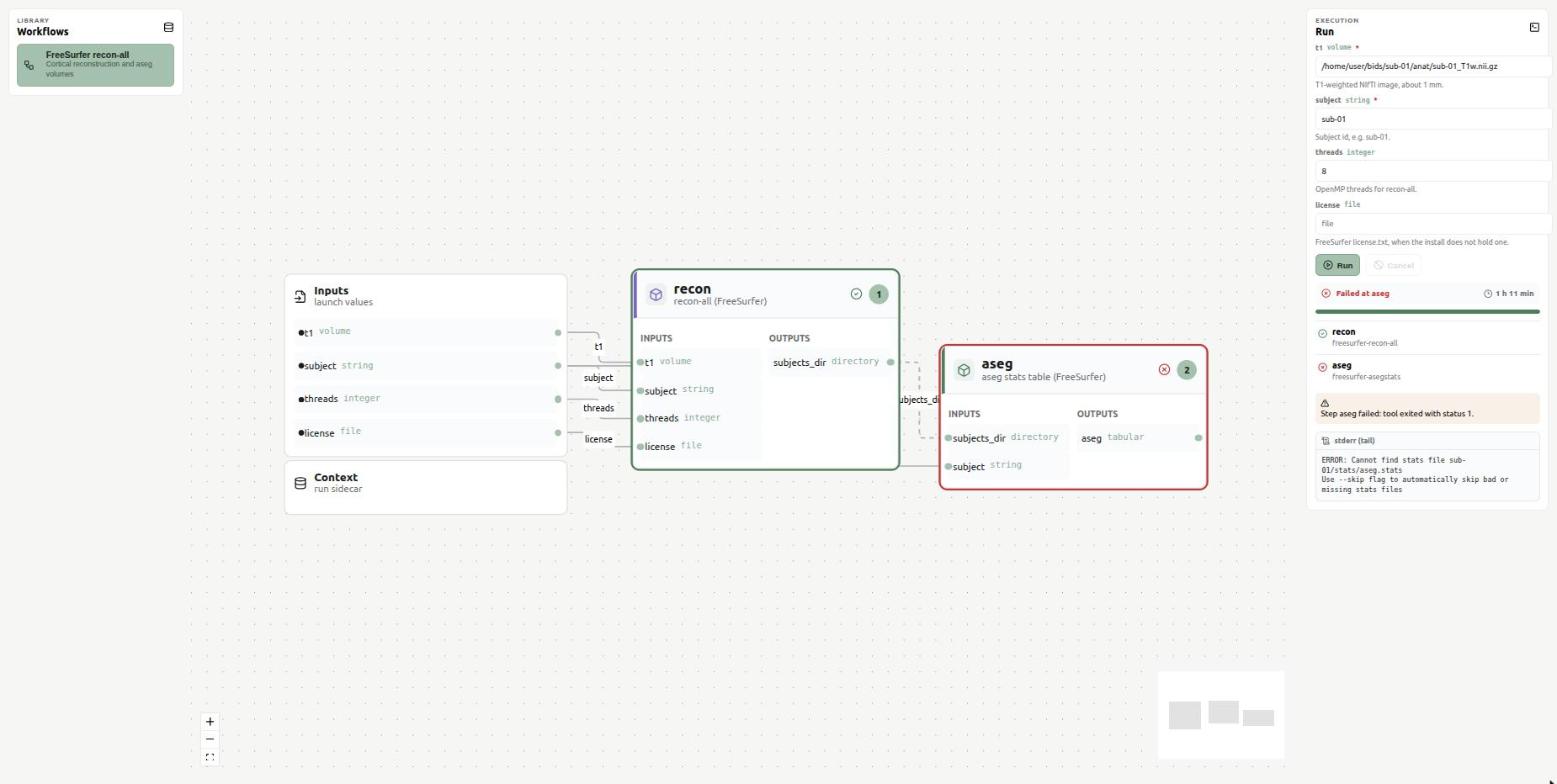 LIBRARY
Workflows
FreeSurfer recon-all
Cortical reconstruction and aseg
volumes
Inputs
launch values
t1 volume
subject string
threads integer
license file
Context
run sidecar
t1
subject
threads
license
recon
recon-all (FreeSurfer)
1
INPUTS
OUTPUTS
t1 volume
subjects_dir directory
subject string
threads integer
license file
ubjects_di
aseg
aseg stats table (FreeSurfer)
2
INPUTS
OUTPUTS
subjects_dir directory
aseg tabular
subject string
EXECUTION
Run
t1 volume *
/home/user/bids/sub-01/anat/sub-01_T1w.nii.gz
T1-weighted NIfTI image, about 1 mm.
subject string *
sub-01
Subject id, e.g. sub-01.
threads integer
8
OpenMP threads for recon-all.
license file
file
FreeSurfer license.txt, when the install does not hold one.
Run
Cancel
Failed at aseg
1 h 11 min
recon
freesurfer-recon-all
aseg
freesurfer-asegstats
Step aseg failed: tool exited with status 1.
stderr (tail)
ERROR: Cannot find stats file sub-
01/stats/aseg.stats
Use --skip flag to automatically skip bad or
missing stats files